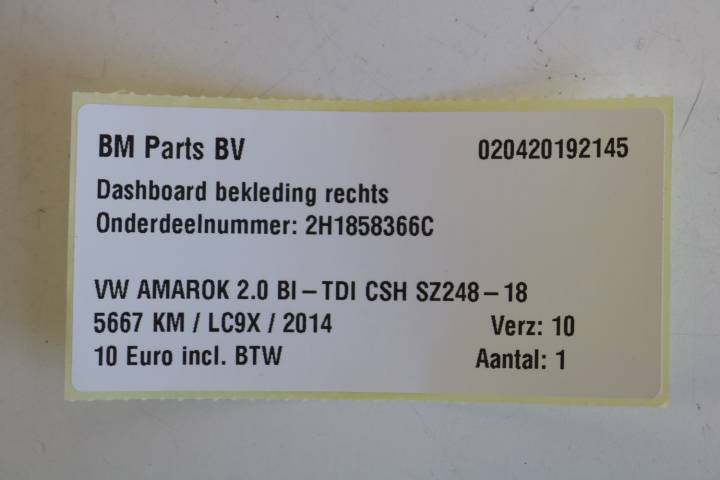 BM Parts BV 020420192145
Dashboard bekleding rechts
Onderdeelnummer: 2H1858366C
VW AMAROK 2.0 BI-TDI CSH SZ248-18
5667 KM / LC9X / 2014 Verz: 10
10 Euro incl. BTW Aantal: 1